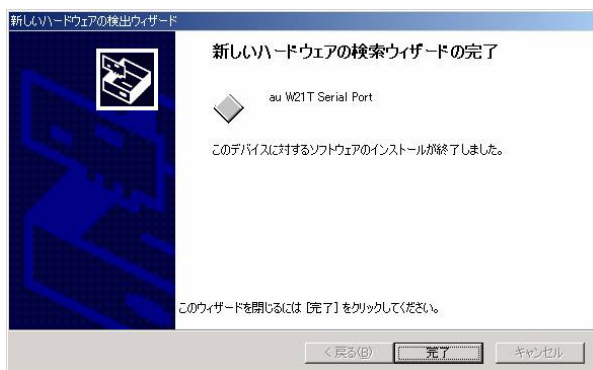 新しいハードウェアの検出ウィザード
新しいハードウェアの検索ウィザードの完了
au W21T Serial Port
このデバイスに対するソフトウェアのインストールが終了しました。
このウィザードを閉じるには [完了] をクリックしてください。
< 戻る(B)
完了
キャンセル